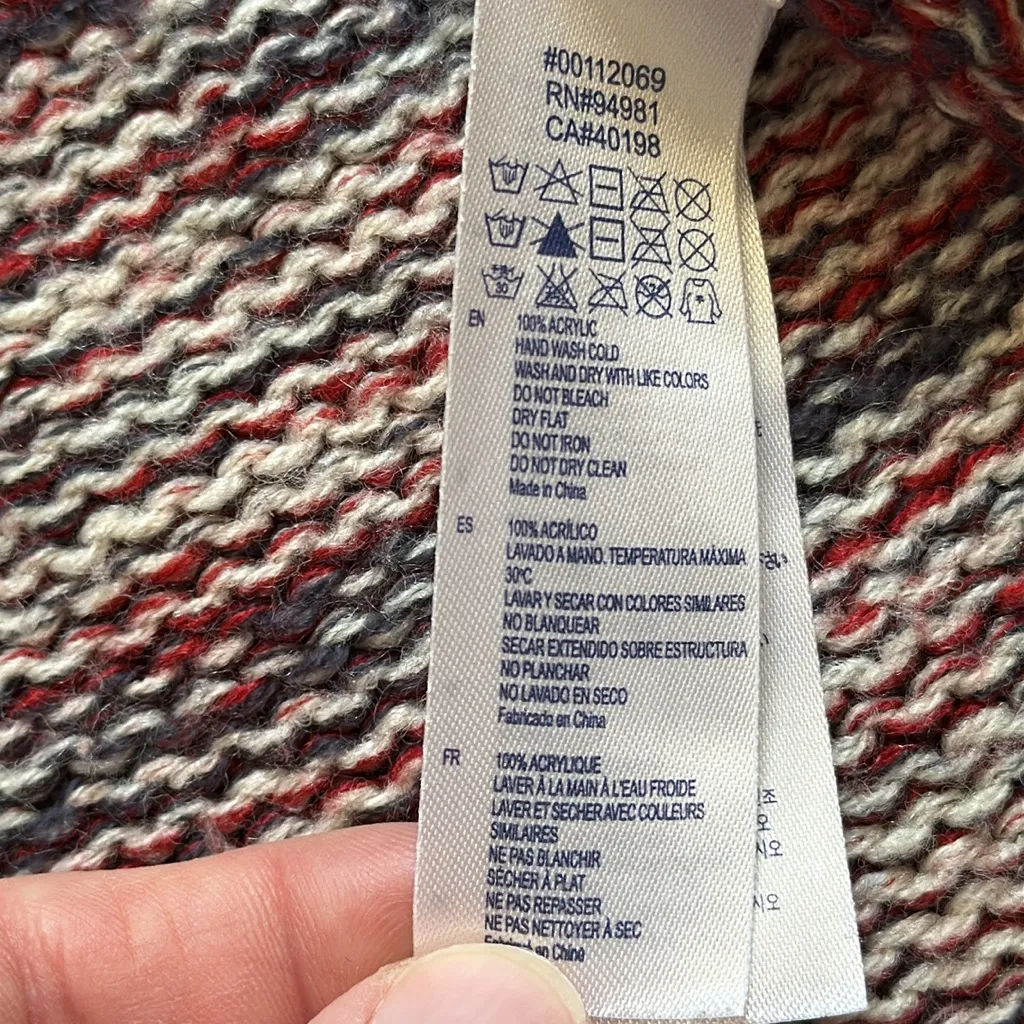 #00112069
RN#94981
CA#40198
30
EN
100% ACRYLIC
HAND WASH COLD
WASH AND DRY WITH LIKE COLORS
DO NOT BLEACH
DRY FLAT
DO NOT IRON
DO NOT DRY CLEAN
Made in China
ES
100% ACRÍLICO
LAVADO A MANO. TEMPERATURA MÁXIMA
30ºC
LAVAR Y SECAR CON COLORES SIMILARES
NO BLANQUEAR
SECAR EXTENDIDO SOBRE ESTRUCTURA
NO PLANCHAR
NO LAVADO EN SECO
Fabricado en China
FR
100% ACRYLIQUE
LAVER À LA MAIN À L'EAU FROIDE
LAVER ET SECHER AVEC COULEURS
SIMILAIRES
NE PAS BLANCHIR
SÉCHER À PLAT
NE PAS REPASSER
NE PAS NETTOYER À SEC
en China